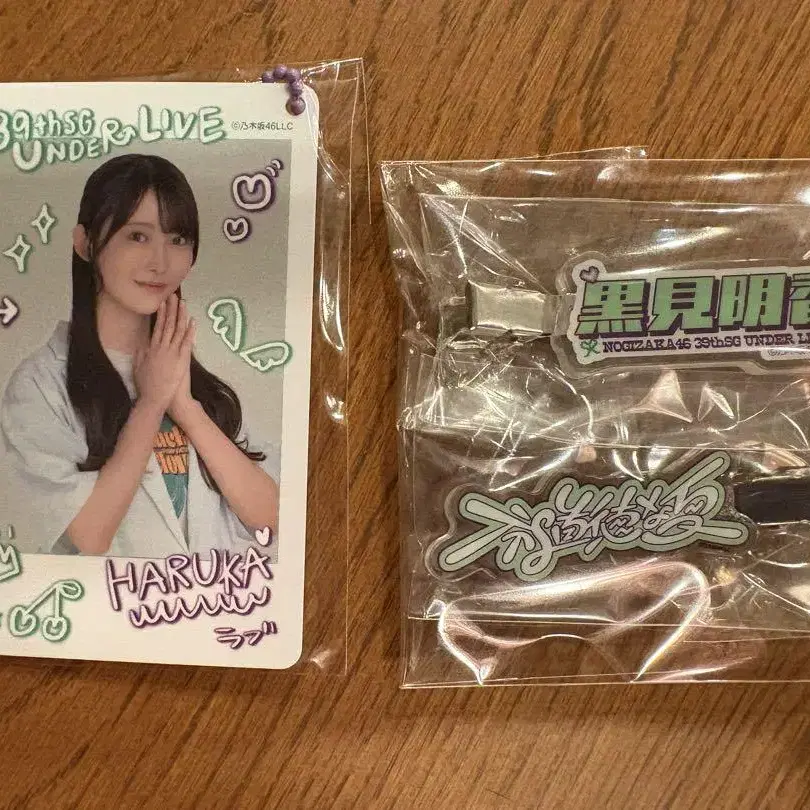 39thSG
UNDER LIVE
©乃木坂46LLC
HARUKA
ラブ
黒見明香
NOGIZAKA46 39thSG UNDER LI